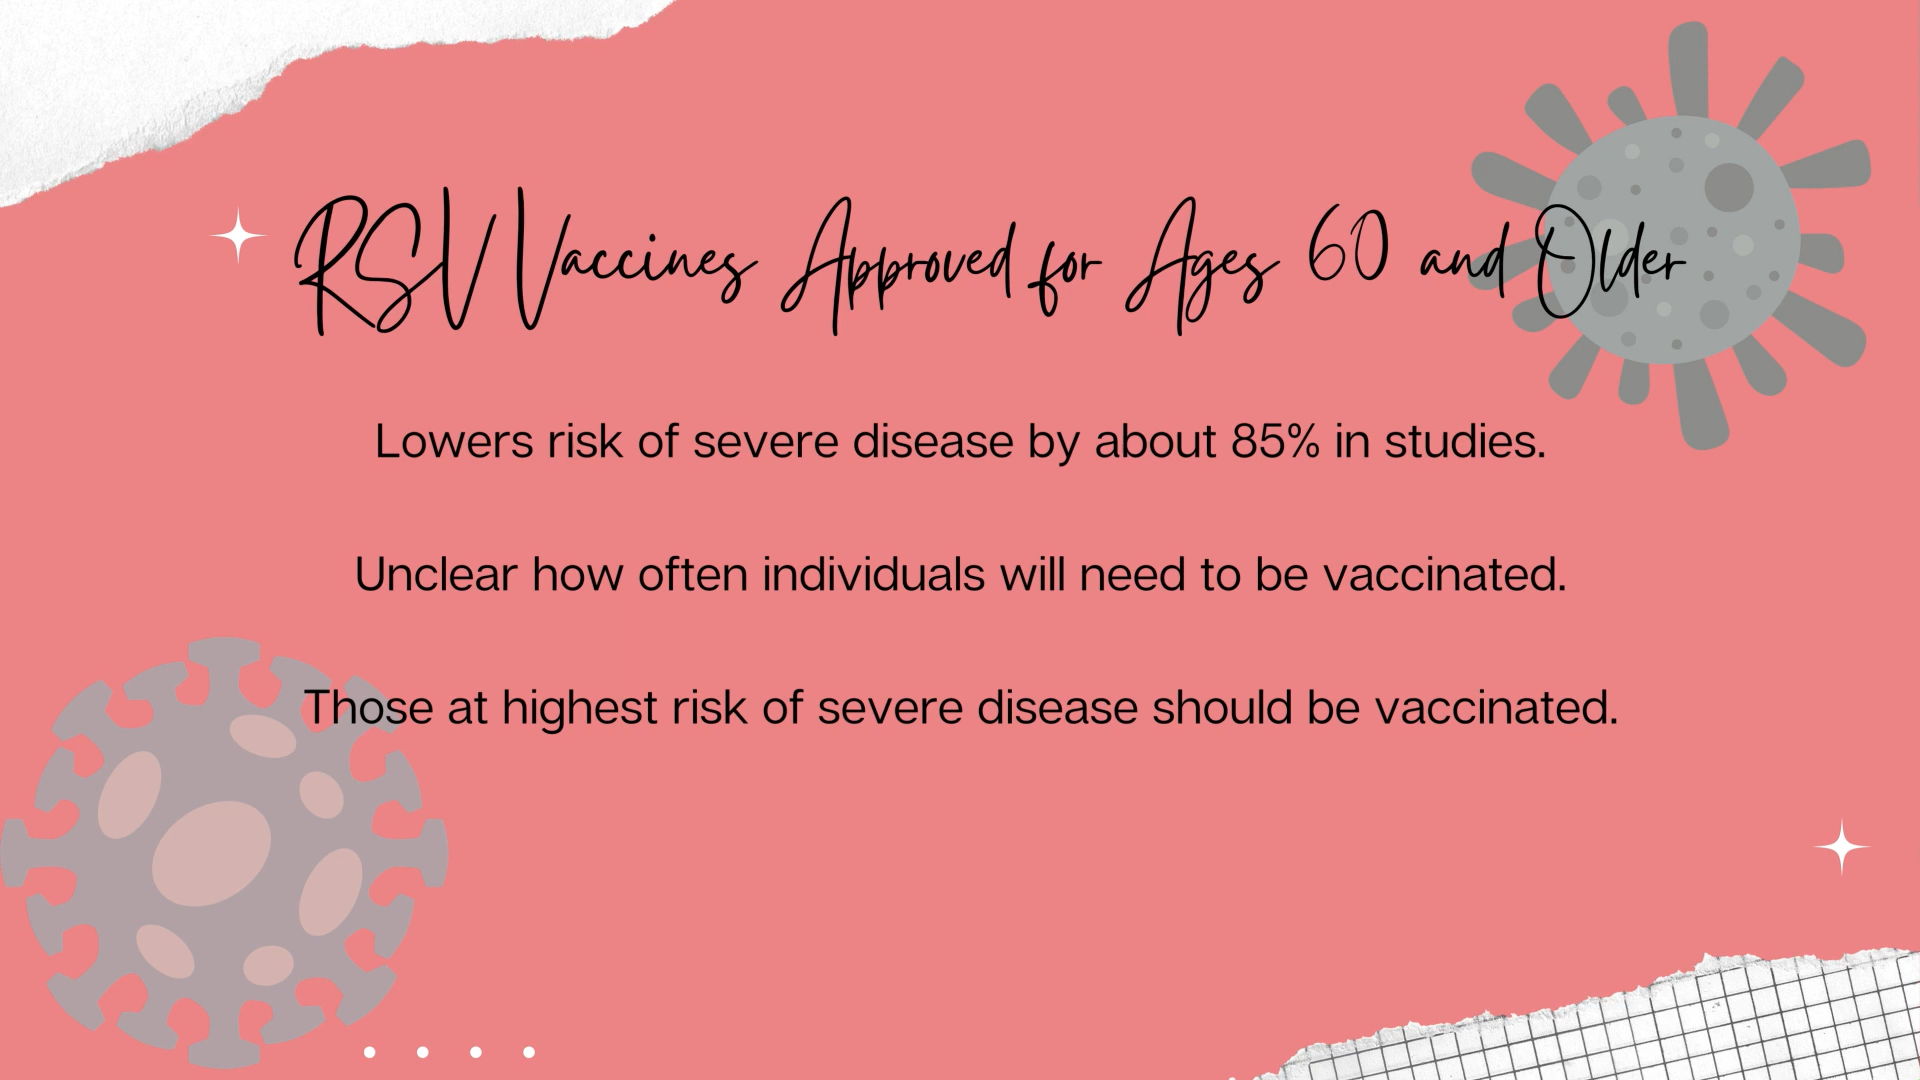 RSV Vaccines Approved for Ages 60 and Older
Lowers risk of severe disease by about 85% in studies.
Unclear how often individuals will need to be vaccinated.
Those at highest risk of severe disease should be vaccinated.